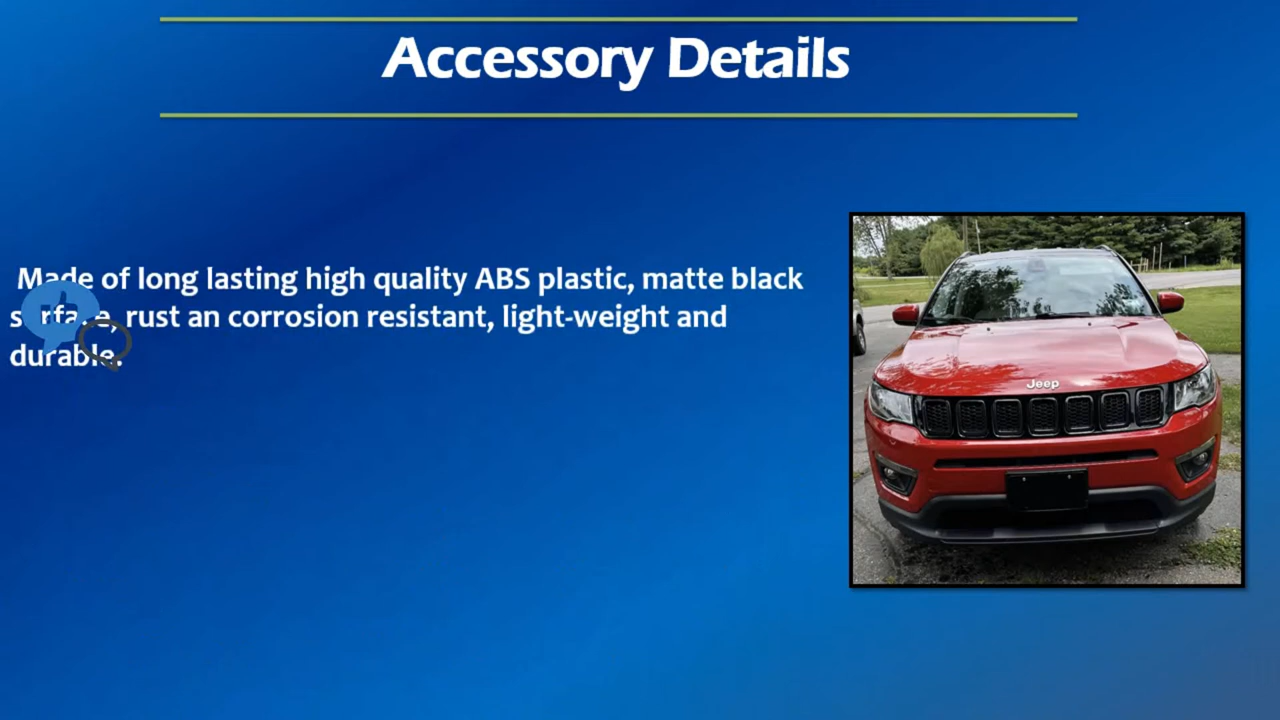 Accessory Details
Made of long lasting high quality ABS plastic, matte black
surface, rust an corrosion resistant, light-weight and
durable.
Jeep